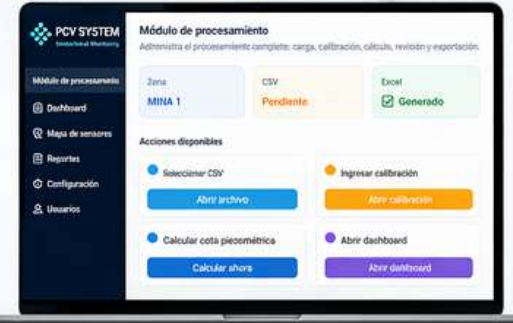 PCV SYSTEM
Geotechnical Monitoring
Módulo de procesamiento
Dashboard
Mapa de sensores
Reportes
Configuración
Usuarios
Módulo de procesamiento
Administra el procesamiento completo: carga, calibración, cálculo, revisión y exportación.
Zona
MINA 1
CSV
Pendiente
Excel
Generado
Acciones disponibles
Seleccionar CSV
Abrir archivo
Ingresar calibración
Abrir calibración
Calcular cota piezométrica
Calcular ahora
Abrir dashboard
Abrir dashboard